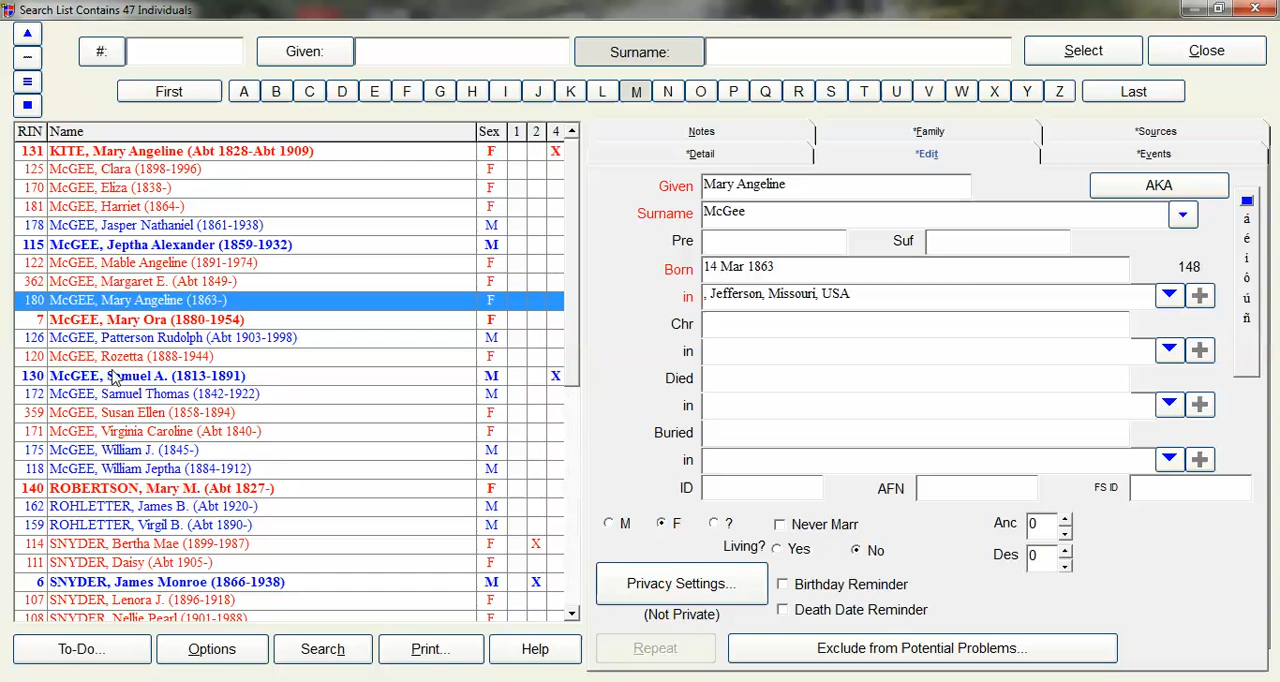 Search List Contains 47 Individuals
#: Given: Surname: Select Close
First A B C D E F G H I J K L M N O P Q R S T U V W X Y Z Last
RIN Name Sex 1 2 4
131 KITE, Mary Angeline (Abt 1828-Abt 1909) F X
125 McGEE, Clara (1898-1996) F
170 McGEE, Eliza (1838-) F
181 McGEE, Harriet (1864-) F
178 McGEE, Jasper Nathaniel (1861-1938) M
115 McGEE, Jeptha Alexander (1859-1932) M
122 McGEE, Mable Angeline (1891-1974) F
362 McGEE, Margaret E. (Abt 1849-) F
180 McGEE, Mary Angeline (1863-) F
7 McGEE, Mary Ora (1880-1954) F
126 McGEE, Patterson Rudolph (Abt 1903-1998) M
120 McGEE, Rozetta (1888-1944) F
130 McGEE, Samuel A. (1813-1891) M X
172 McGEE, Samuel Thomas (1842-1922) M
359 McGEE, Susan Ellen (1858-1894) F
171 McGEE, Virginia Caroline (Abt 1840-) F
175 McGEE, William J. (1845-) M
118 McGEE, William Jeptha (1884-1912) M
140 ROBERTSON, Mary M. (Abt 1827-) F
162 ROHLETTER, James B. (Abt 1920-) M
159 ROHLETTER, Virgil B. (Abt 1890-) M
114 SNYDER, Bertha Mae (1899-1987) F X
111 SNYDER, Daisy (Abt 1905-) F
6 SNYDER, James Monroe (1866-1938) M X
107 SNYDER, Lenora J. (1896-1918) F
108 SNYDER, Nellie Pearl (1901-1988) F
To-Do... Options Search Print... Help
Notes *Family *Sources
*Detail *Edit *Events
Given Mary Angeline AKA
Surname McGee
Pre Suf
Born 14 Mar 1863 148
in , Jefferson, Missouri, USA
Chr
in
Died
in
Buried
in
ID AFN FS ID
á
é
i
ô
ú
ñ
M F ? Never Marr Anc 0
Living? Yes No Des 0
Privacy Settings... Birthday Reminder
(Not Private) Death Date Reminder
Repeat Exclude from Potential Problems...